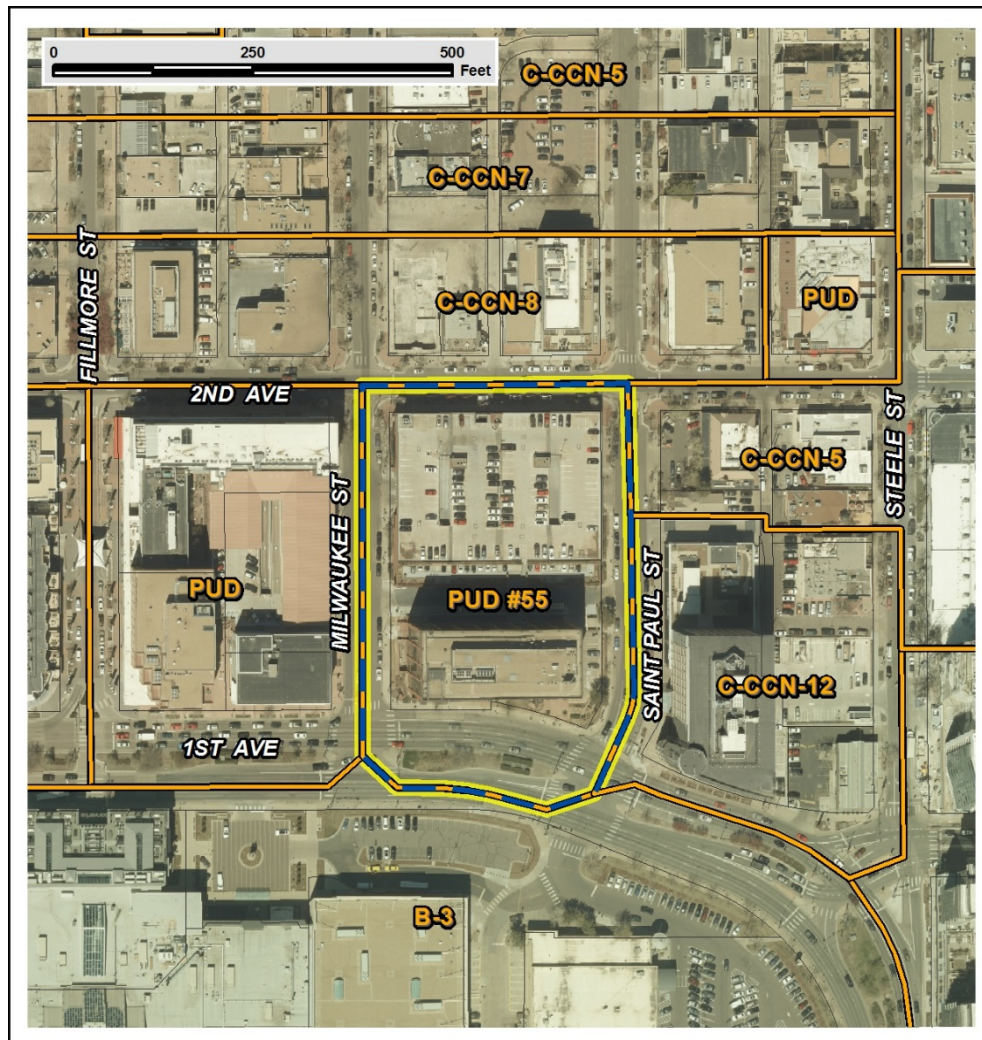 0 250 500
Feet
C-CCN-5
C-CCN-7
FILLMORE ST
C-CCN-8
PUD
2ND AVE
STEELE ST
C-CCN-5
MILWAUKEE ST
PUD
PUD #55
SAINT PAUL ST
C-CCN-12
1ST AVE
B-3